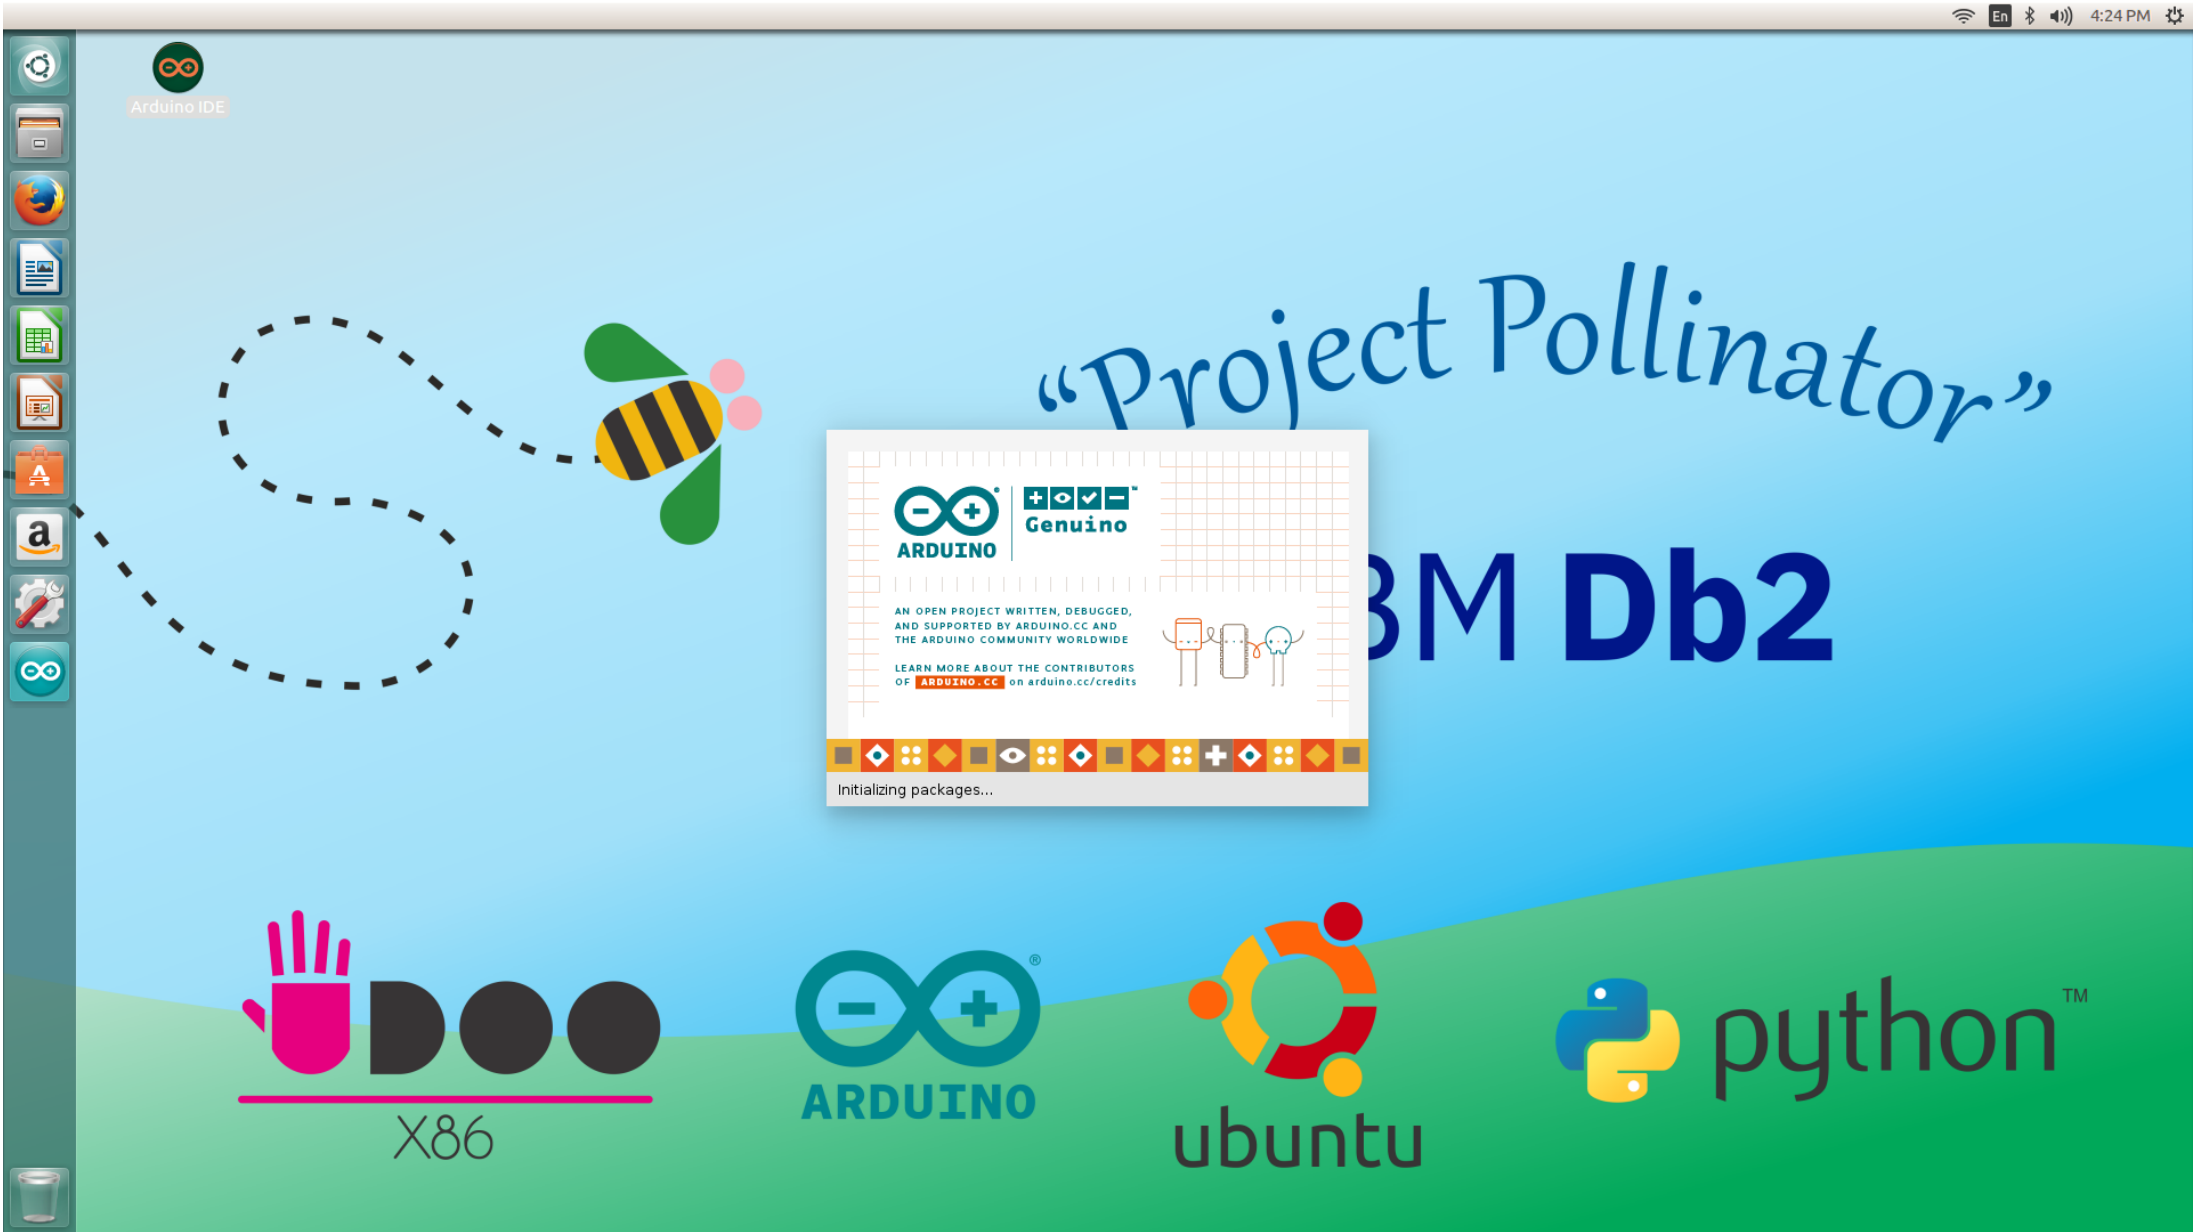 En
4:24 PM
Arduino IDE
“Project Pollinator”
ARDUINO
Genuino™
AN OPEN PROJECT WRITTEN, DEBUGGED,
AND SUPPORTED BY ARDUINO.CC AND
THE ARDUINO COMMUNITY WORLDWIDE
LEARN MORE ABOUT THE CONTRIBUTORS
OF ARDUINO.CC on arduino.cc/credits
Initializing packages...
BM Db2
UDOO
X86
®
ARDUINO
ubuntu
python™